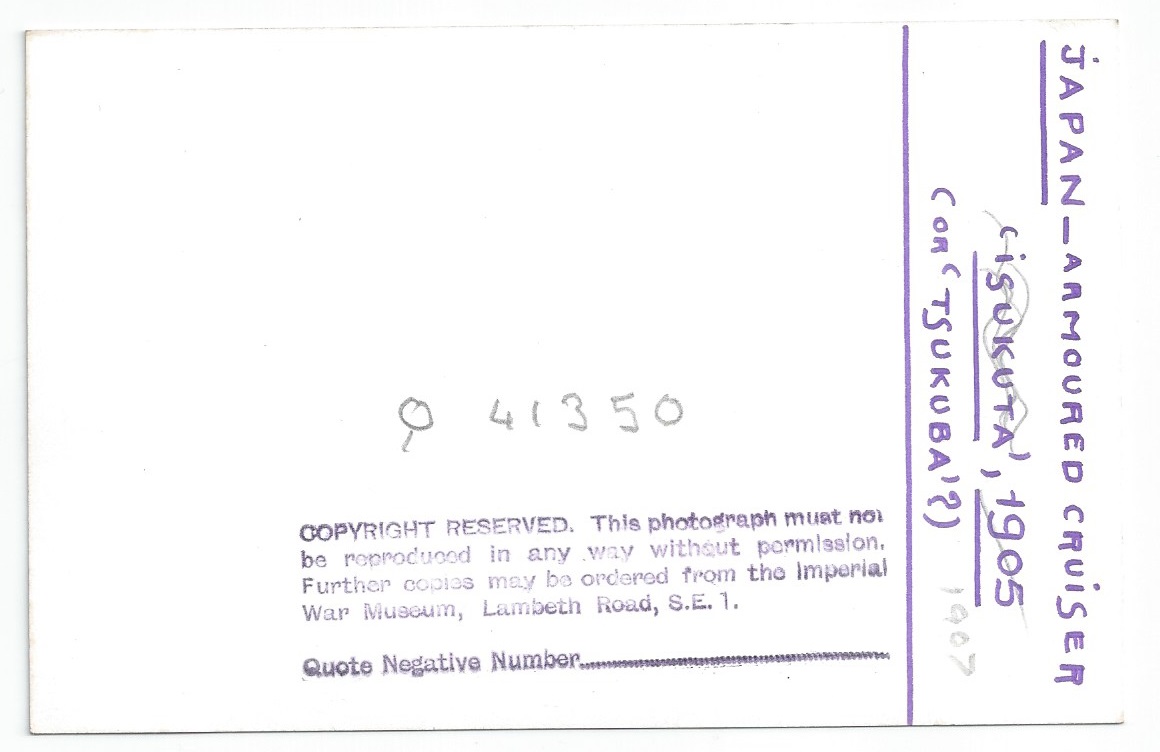 JAPAN—ARMOURED CRUISER
'ISUKUTA', 1905
(OR 'TSUKUBA'?)
1907
Q 41350
COPYRIGHT RESERVED. This photograph must not
be reproduced in any way without permission.
Further copies may be ordered from the Imperial
War Museum, Lambeth Road, S.E.1.
Quote Negative Number